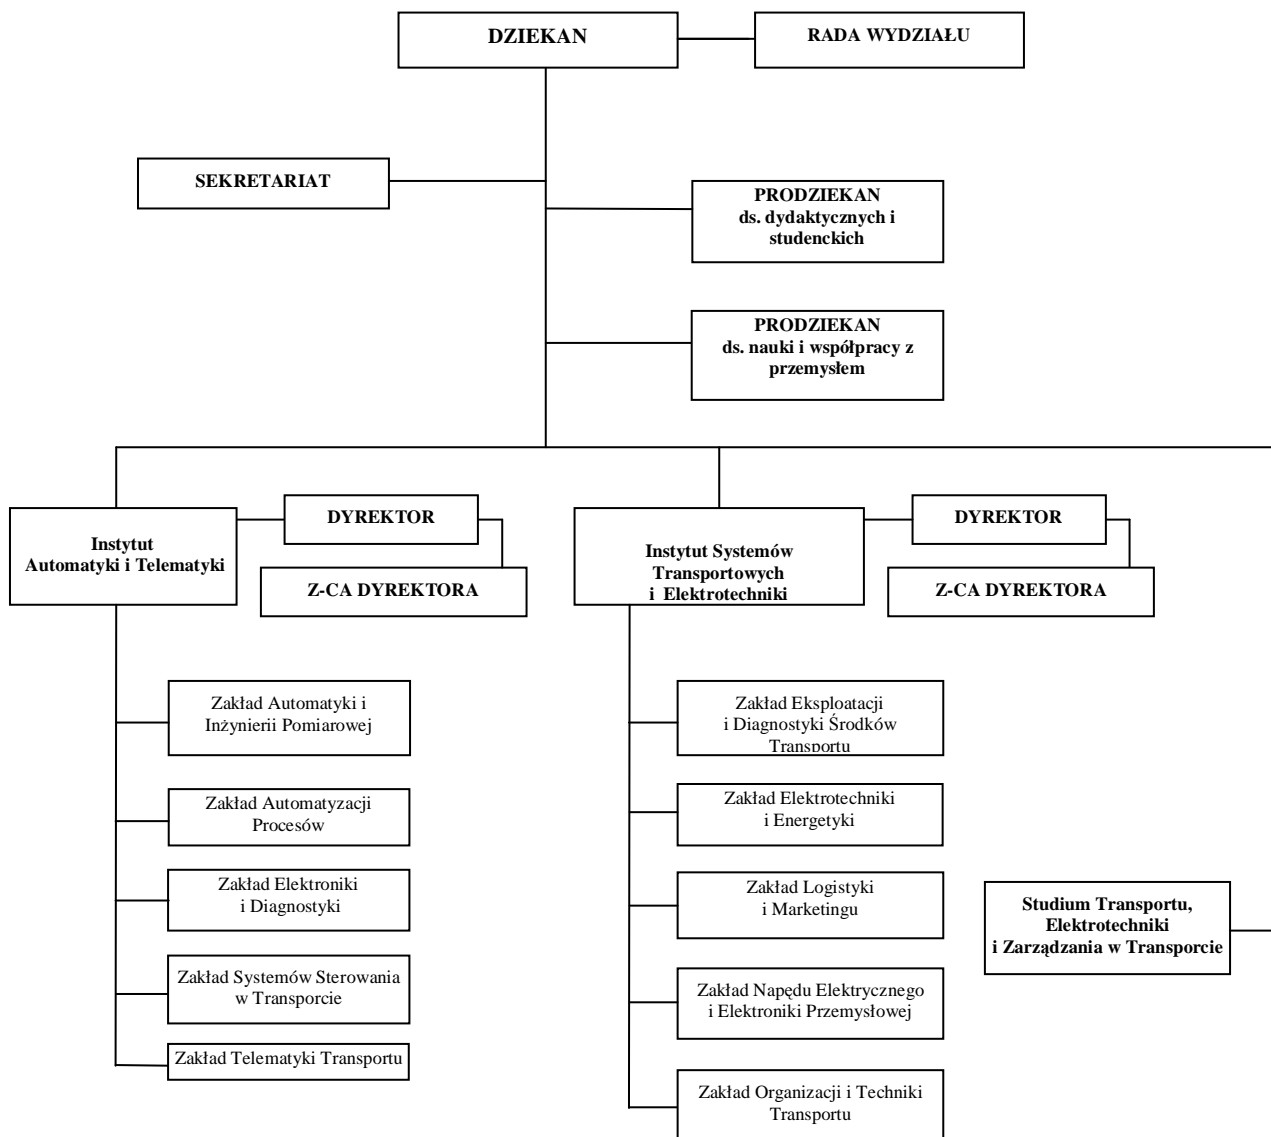 DZIEKAN
RADA WYDZIAŁU
SEKRETARIAT
PRODZIEKAN
ds. dydaktycznych i
studenckich
PRODZIEKAN
ds. nauki i współpracy z
przemysłem
Instytut
Automatyki i Telematyki
DYREKTOR
Z-CA DYREKTORA
Instytut Systemów
Transportowych
i Elektrotechniki
DYREKTOR
Z-CA DYREKTORA
Zakład Automatyki i
Inżynierii Pomiarowej
Zakład Automatyzacji
Procesów
Zakład Elektroniki
i Diagnostyki
Zakład Systemów Sterowania
w Transporcie
Zakład Telematyki Transportu
Zakład Eksploatacji
i Diagnostyki Środków
Transportu
Zakład Elektrotechniki
i Energetyki
Zakład Logistyki
i Marketingu
Zakład Napędu Elektrycznego
i Elektroniki Przemysłowej
Zakład Organizacji i Techniki
Transportu
Studium Transportu,
Elektrotechniki
i Zarządzania w Transporcie